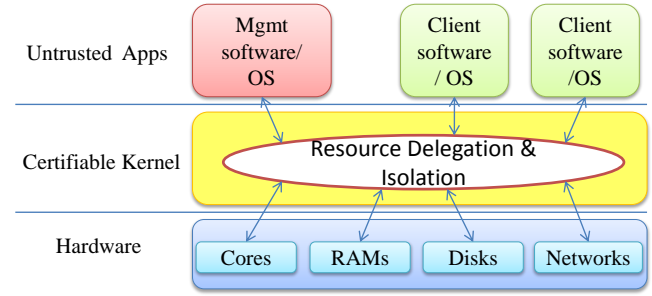 Untrusted Apps
Mgmt
software/
OS
Client
software
/ OS
Client
software
/OS
Certifiable Kernel
Resource Delegation &
Isolation
Hardware
Cores
RAMs
Disks
Networks